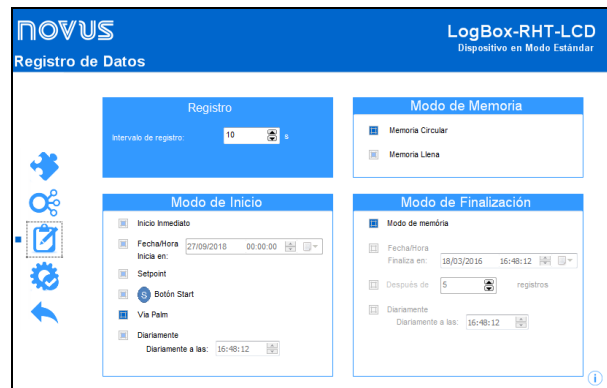 novus
LogBox-RHT-LCD
Dispositivo en Modo Estándar
Registro de Datos
Registro
Intervalo de registro: 10 s
Modo de Memoria
Memoria Circular
Memoria Llena
Modo de Inicio
Inicio Inmediato
Fecha/Hora
Inicia en: 27/09/2018 00:00:00
Setpoint
S Botón Start
Via Palm
Diariamente
Diariamente a las: 16:48:12
Modo de Finalización
Modo de memória
Fecha/Hora
Finaliza en: 18/03/2016 16:48:12
Después de 5 registros
Diariamente
Diariamente a las: 16:48:12
i